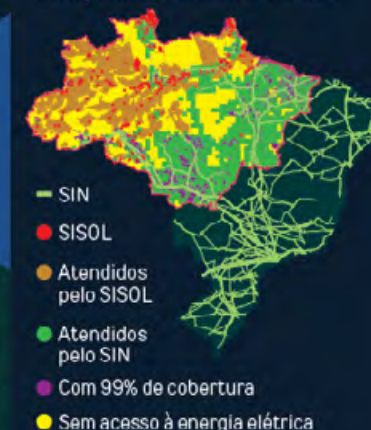 SIN
SISOL
Atendidos
pelo SISOL
Atendidos
pelo SIN
Com 99% de cobertura
Sem acesso à energia elétrica